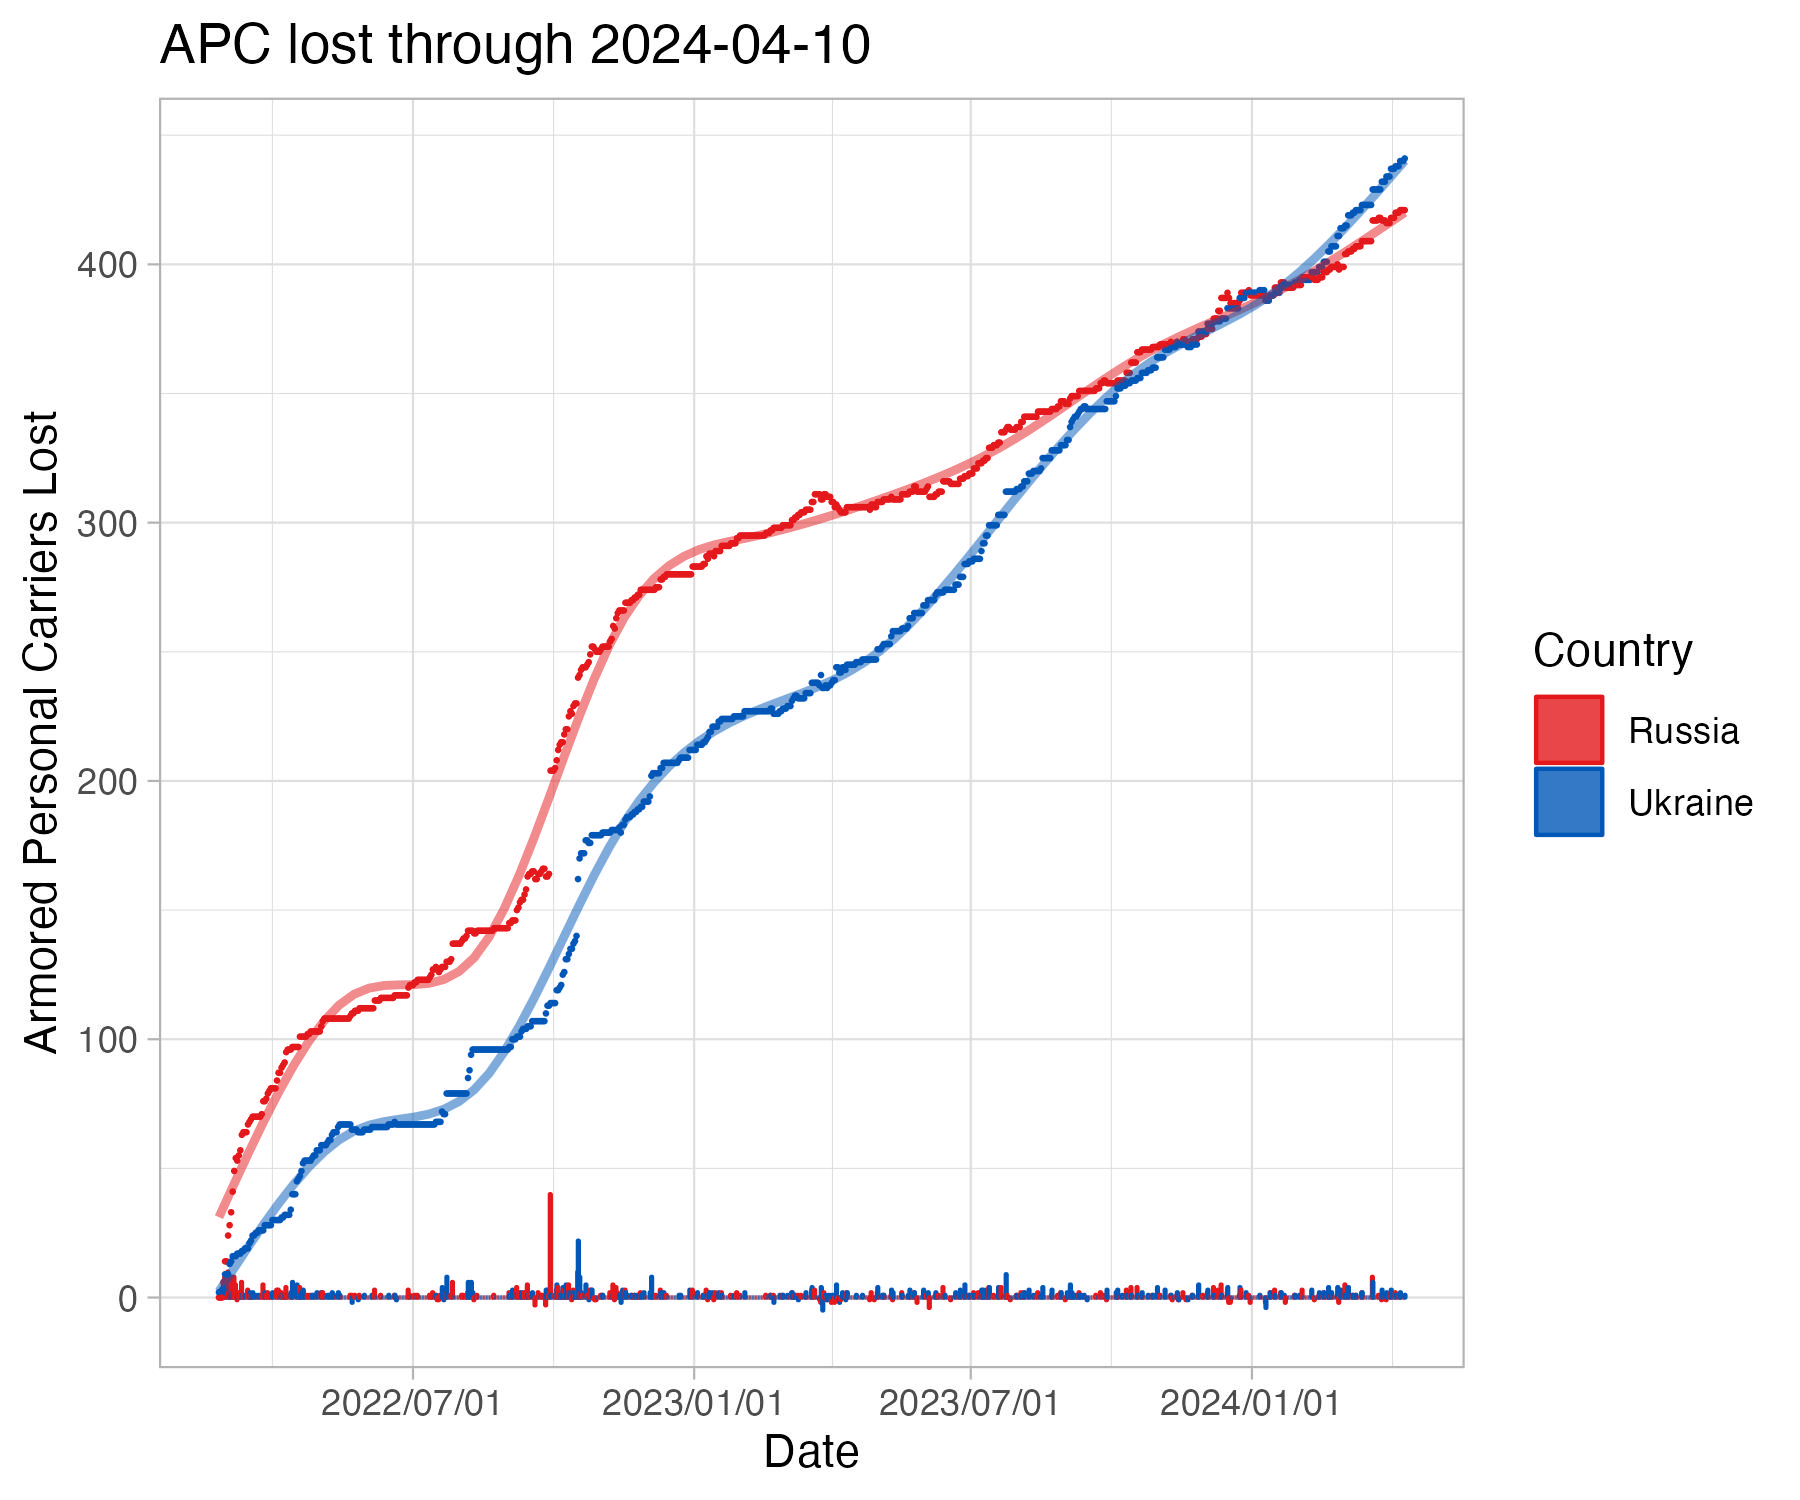 APC lost through 2024-04-10
Armored Personal Carriers Lost
400
300
200
100
0
2022/07/01
2023/01/01
2023/07/01
2024/01/01
Date
Country
Russia
Ukraine